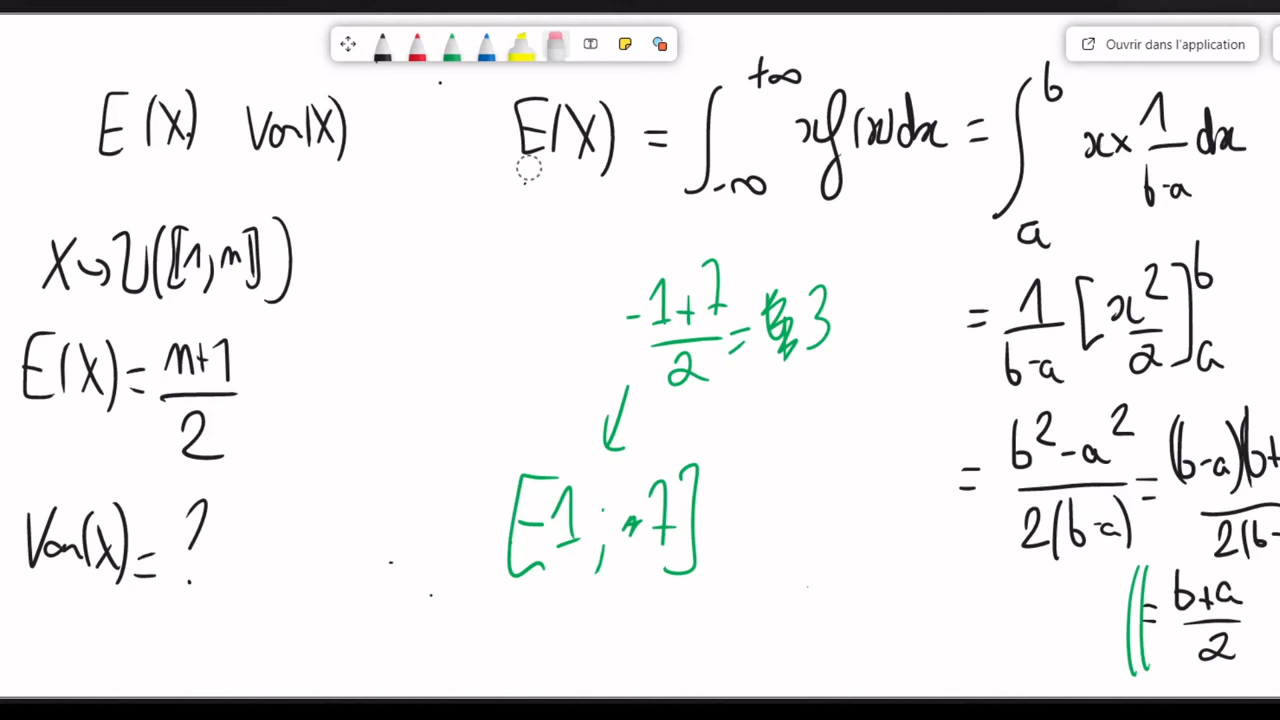 Ouvrir dans l'application
E(X) Var(X)
X↪U([[1,n]])
E(X) = n+1/2
Var(X) = ?
E(X) = ∫_{-∞}^{+∞} xf(x)dx = ∫_a^b x × 1/(b-a) dx
= 1/(b-a) [x²/2]_a^b
= (b²-a²)/(2(b-a)) = (b-a)(b+
2(b-
= (b+a)/2
(-1+7)/2 = 3
[-1; 7]